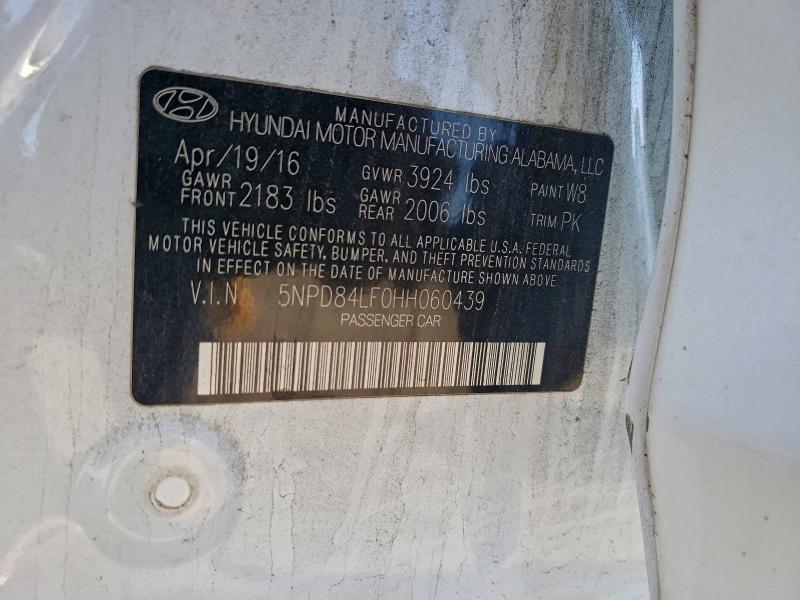 MANUFACTURED BY
HYUNDAI MOTOR MANUFACTURING ALABAMA, LLC
Apr/19/16 GVWR 3924 lbs PAINT W8
GAWR FRONT 2183 lbs GAWR REAR 2006 lbs TRIM PK
THIS VEHICLE CONFORMS TO ALL APPLICABLE U.S.A. FEDERAL
MOTOR VEHICLE SAFETY, BUMPER, AND THEFT PREVENTION STANDARDS
IN EFFECT ON THE DATE OF MANUFACTURE SHOWN ABOVE
V.I.N 5NPD84LF0HH060439
PASSENGER CAR